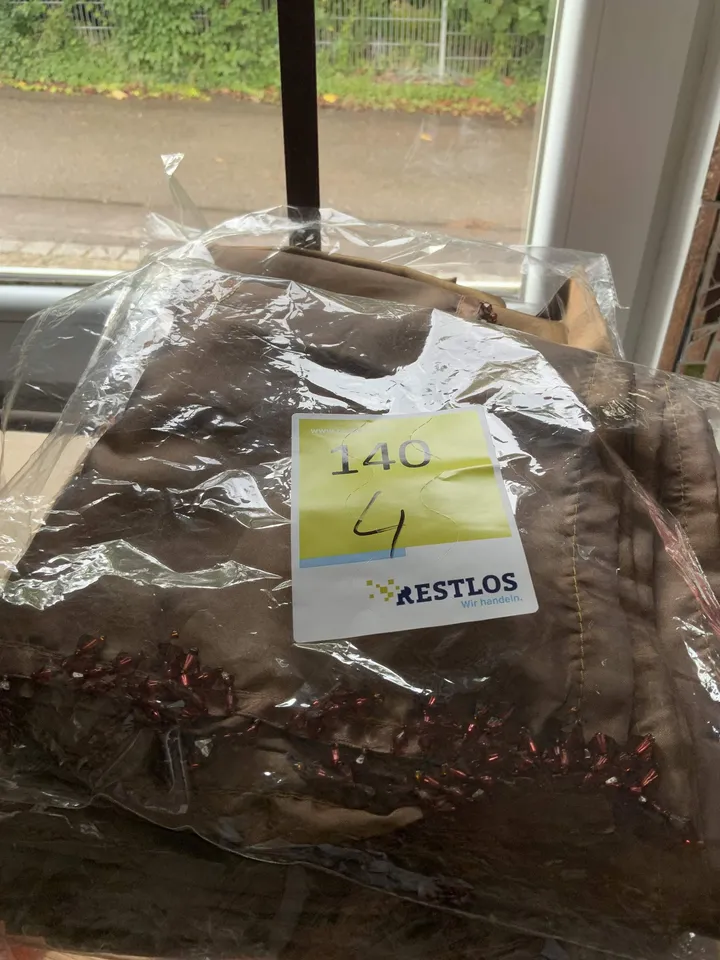 140
4
RESTLOS
Wir handeln.